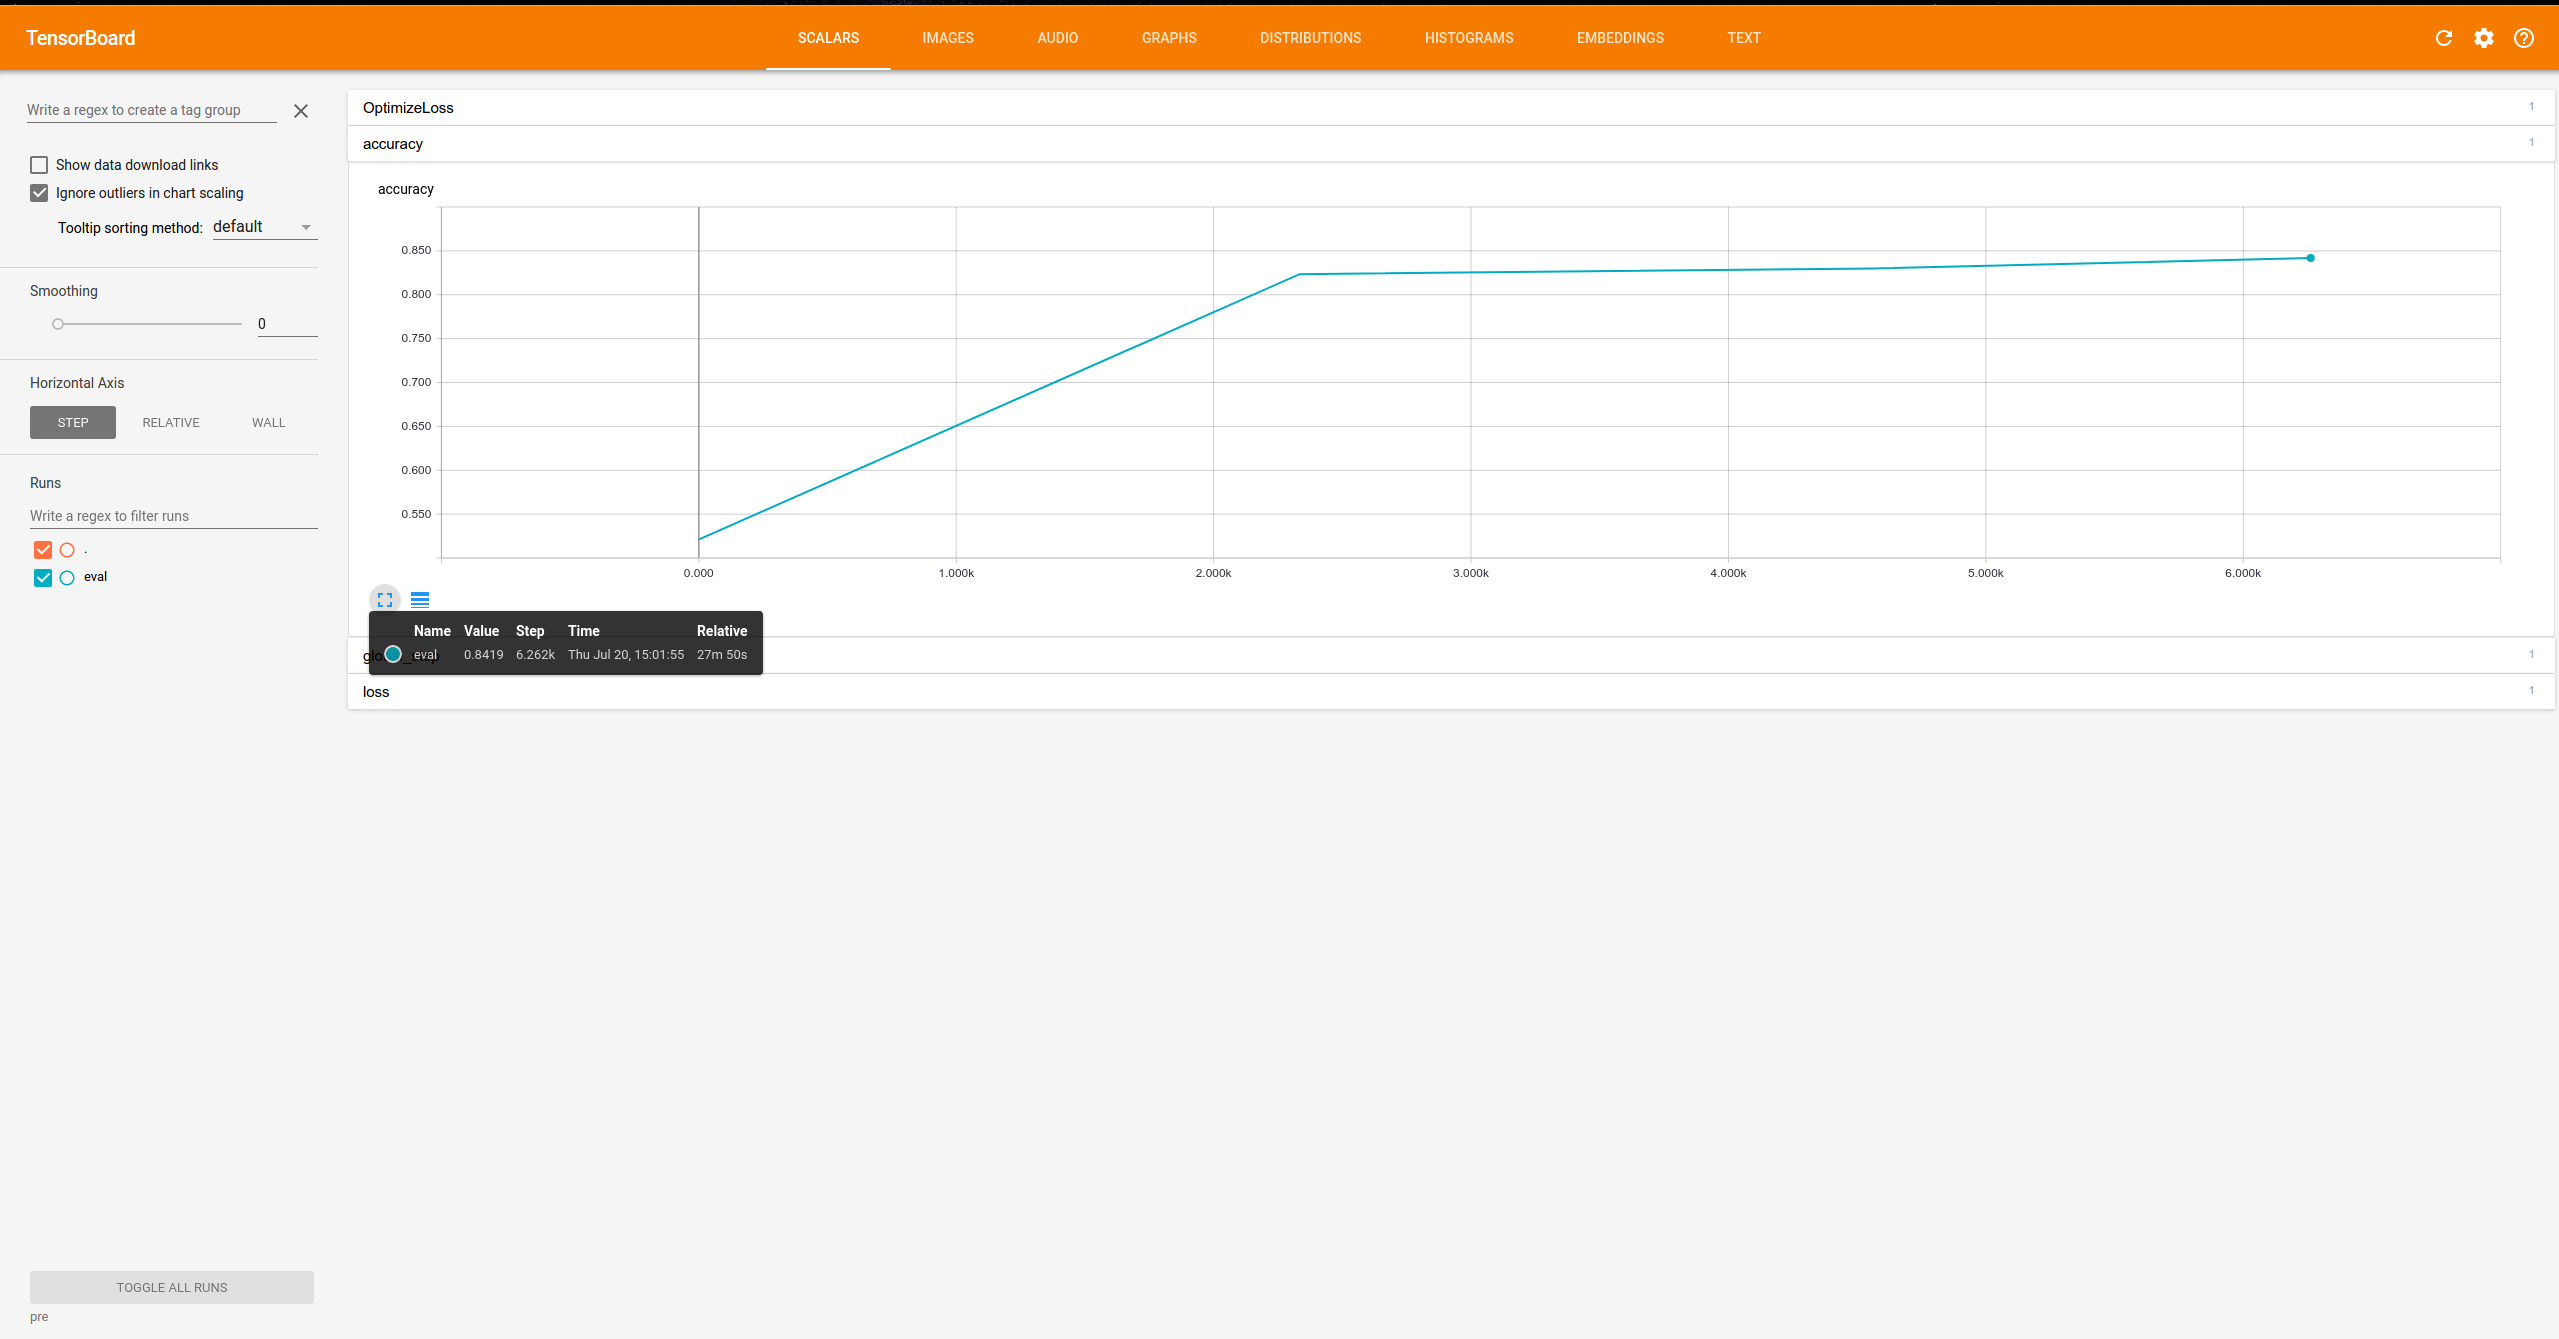 TensorBoard SCALARS IMAGES AUDIO GRAPHS DISTRIBUTIONS HISTOGRAMS EMBEDDINGS TEXT
Write a regex to create a tag group
Show data download links
Ignore outliers in chart scaling
Tooltip sorting method: default
Smoothing
0
Horizontal Axis
STEP RELATIVE WALL
Runs
Write a regex to filter runs
.
eval
TOGGLE ALL RUNS
pre
OptimizeLoss 1
accuracy 1
accuracy
0.850
0.800
0.750
0.700
0.650
0.600
0.550
0.000 1.000k 2.000k 3.000k 4.000k 5.000k 6.000k
Name Value Step Time Relative
eval 0.8419 6.262k Thu Jul 20, 15:01:55 27m 50s
1
loss 1